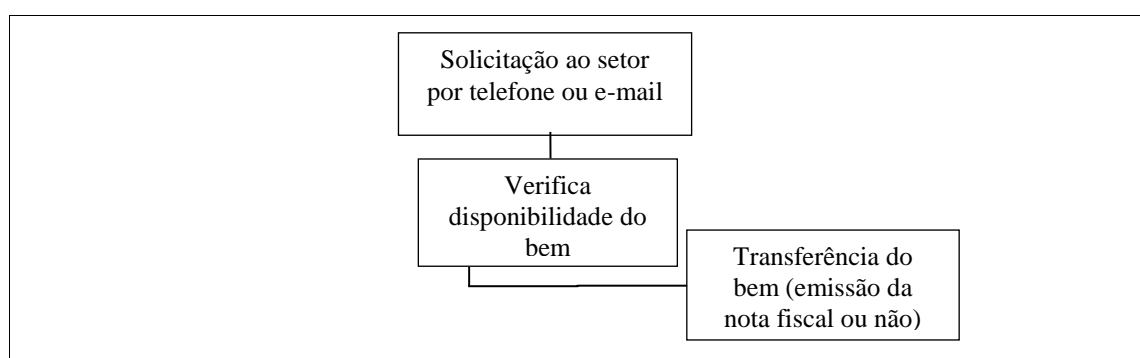 Solicitação ao setor
por telefone ou e-mail
Verifica
disponibilidade do
bem
Transferência do
bem (emissão da
nota fiscal ou não)